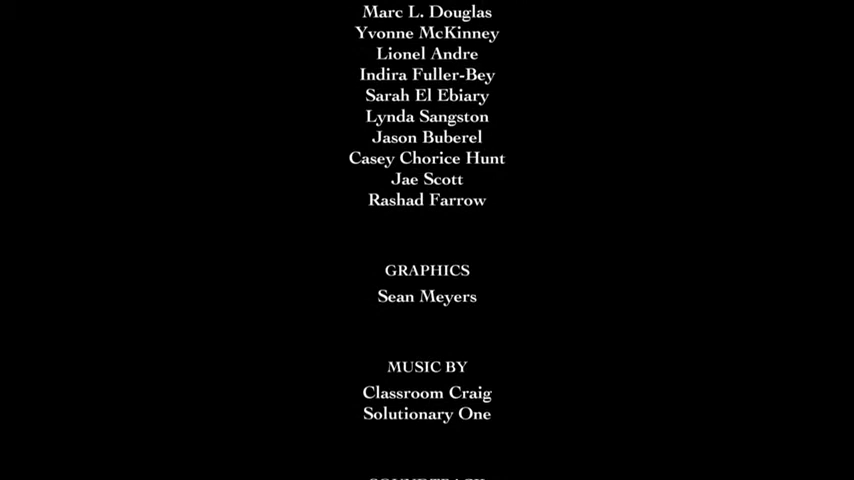 Marc L. Douglas
Yvonne McKinney
Lionel Andre
Indira Fuller-Bey
Sarah El Ebiary
Lynda Sangston
Jason Buberel
Casey Chorice Hunt
Jae Scott
Rashad Farrow
GRAPHICS
Sean Meyers
MUSIC BY
Classroom Craig
Solutionary One